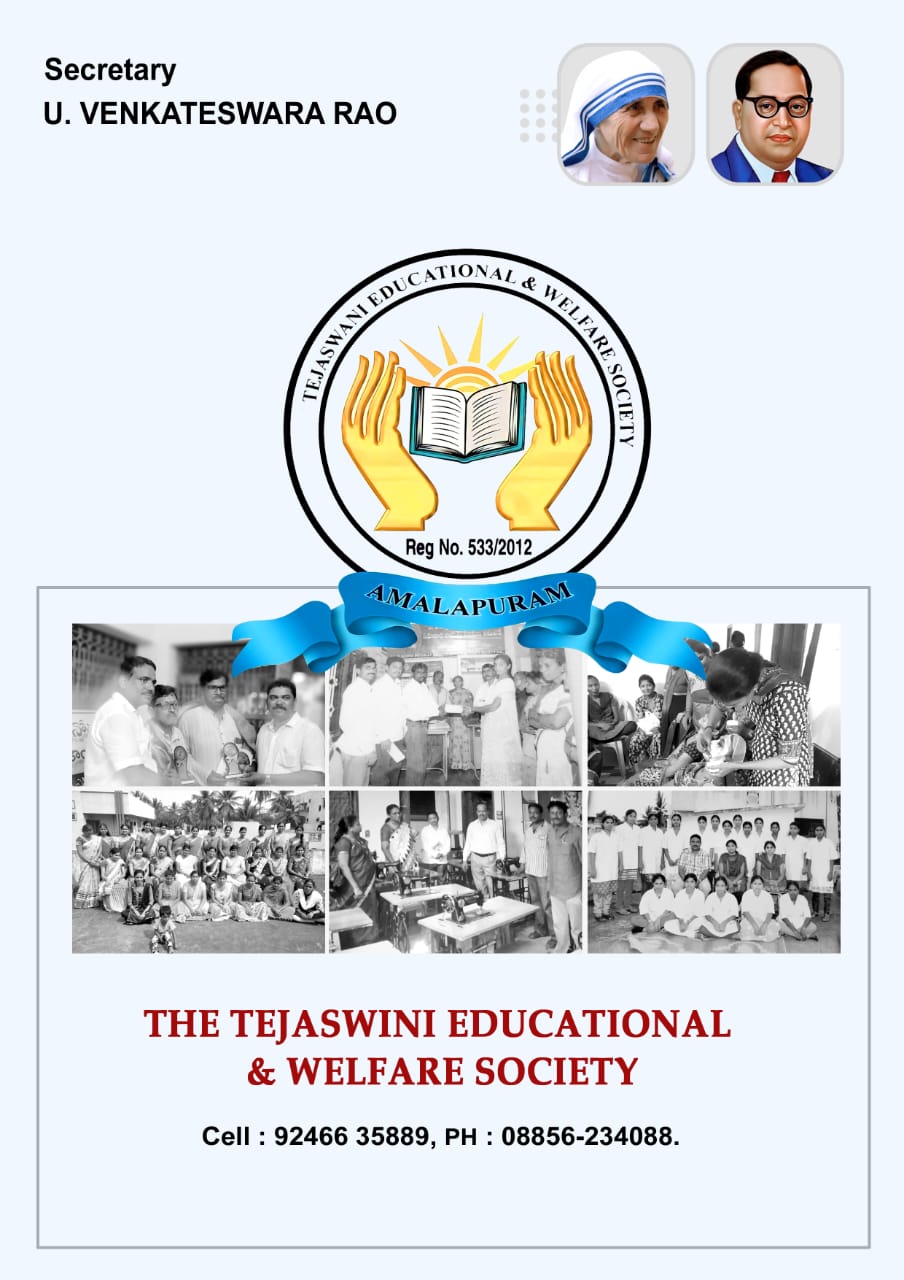 Secretary
U. VENKATESWARA RAO
TEJASWANI EDUCATIONAL & WELFARE SOCIETY
Reg No. 533/2012
AMALAPURAM
THE TEJASWINI EDUCATIONAL
& WELFARE SOCIETY
Cell : 92466 35889, PH : 08856-234088.